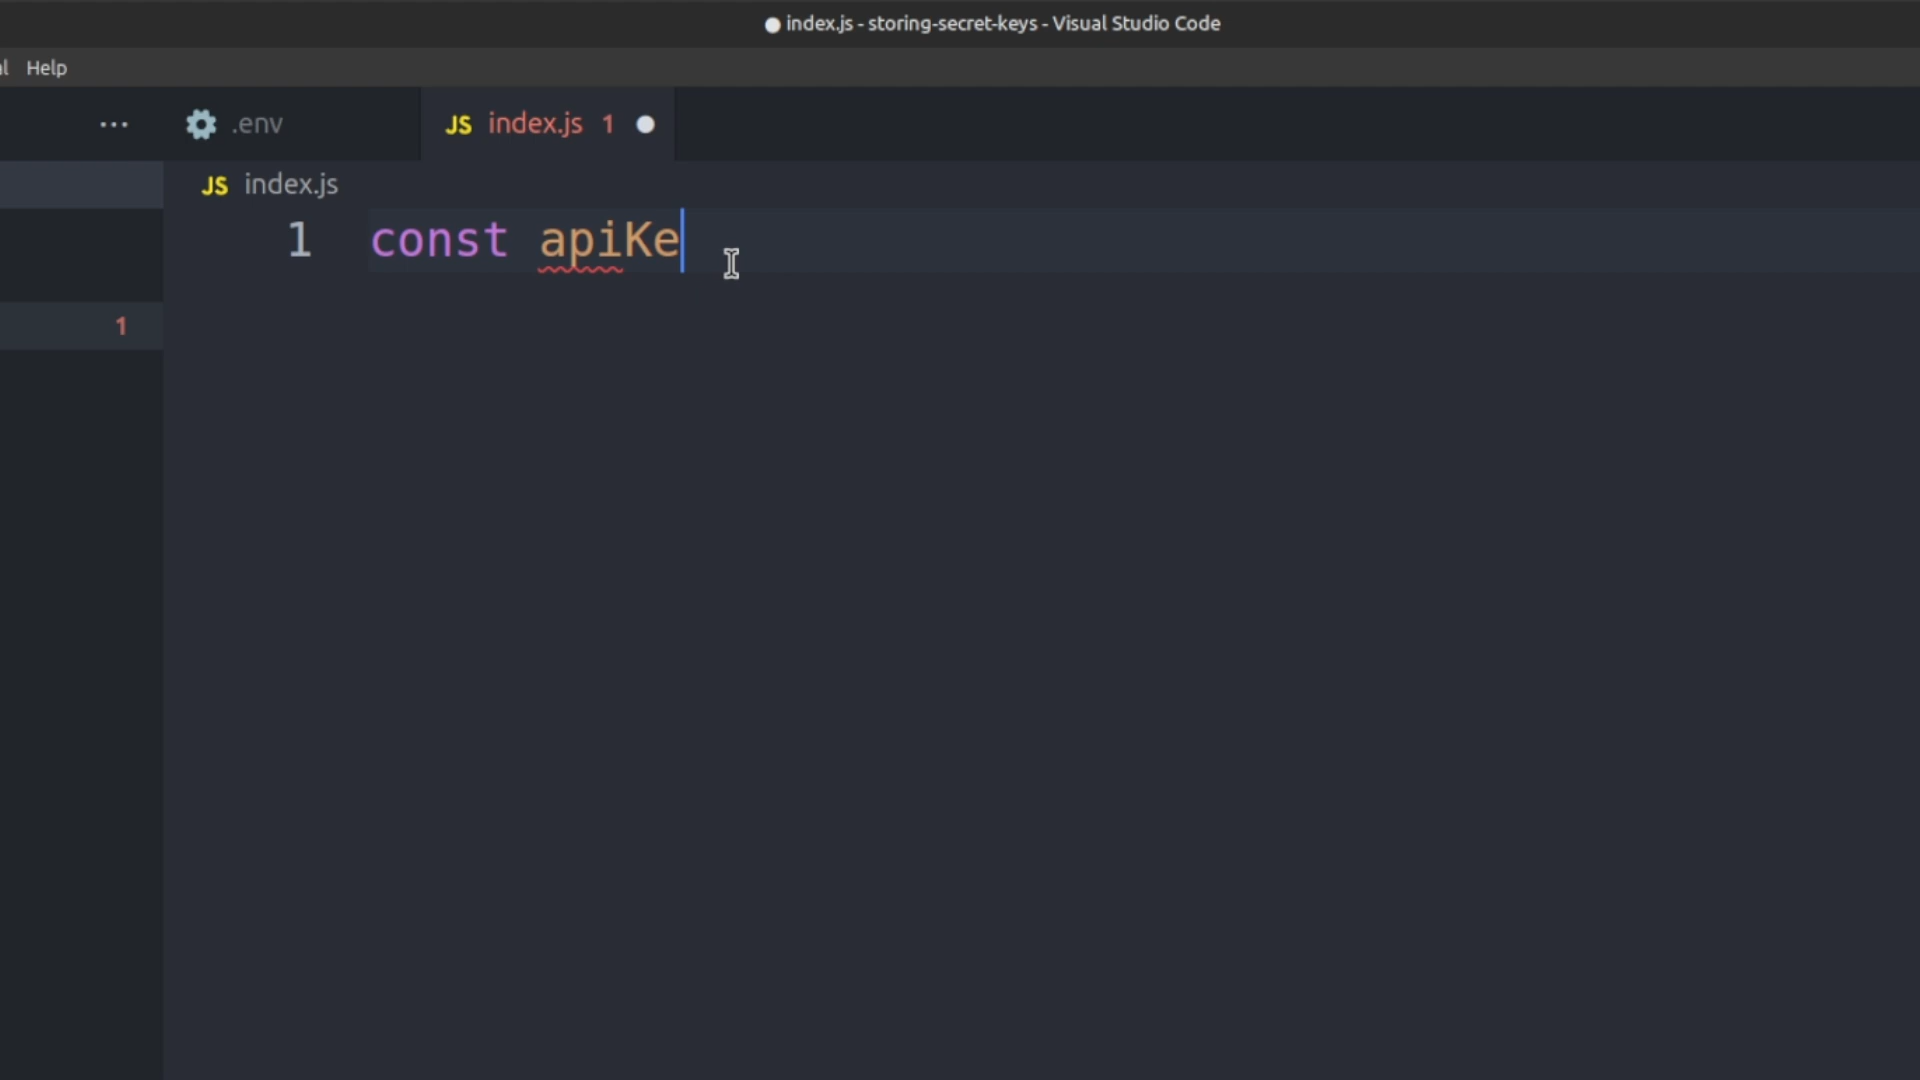 ● index.js - storing-secret-keys - Visual Studio Code
al Help
... .env JS index.js 1
JS index.js
1 const apiKe
1